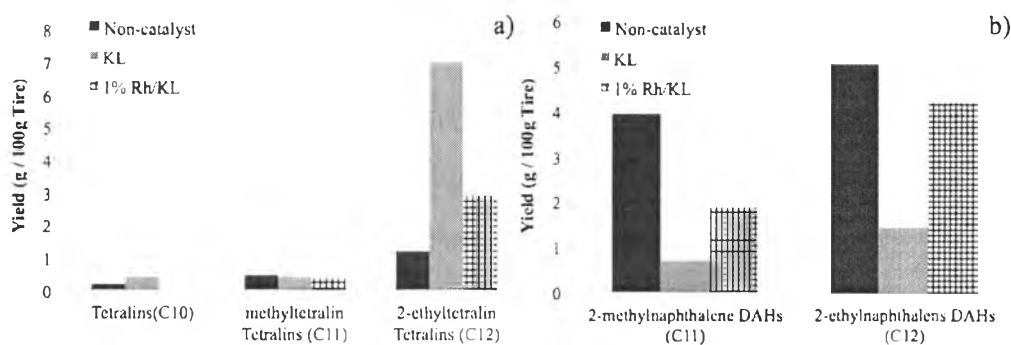 a)
Non-catalyst
KL
1% Rh/KL
Yield (g / 100g Tire)
8
7
6
5
4
3
2
1
0
Tetralins(C10)
methyltetralin
Tetralins (C11)
2-ethyltetralin
Tetralins (C12)
b)
Non-catalyst
KL
1% Rh/KL
Yield (g / 100g Tire)
6
5
4
3
2
1
0
2-methylnaphthalene DAHs
(C11)
2-ethylnaphthalens DAHs
(C12)